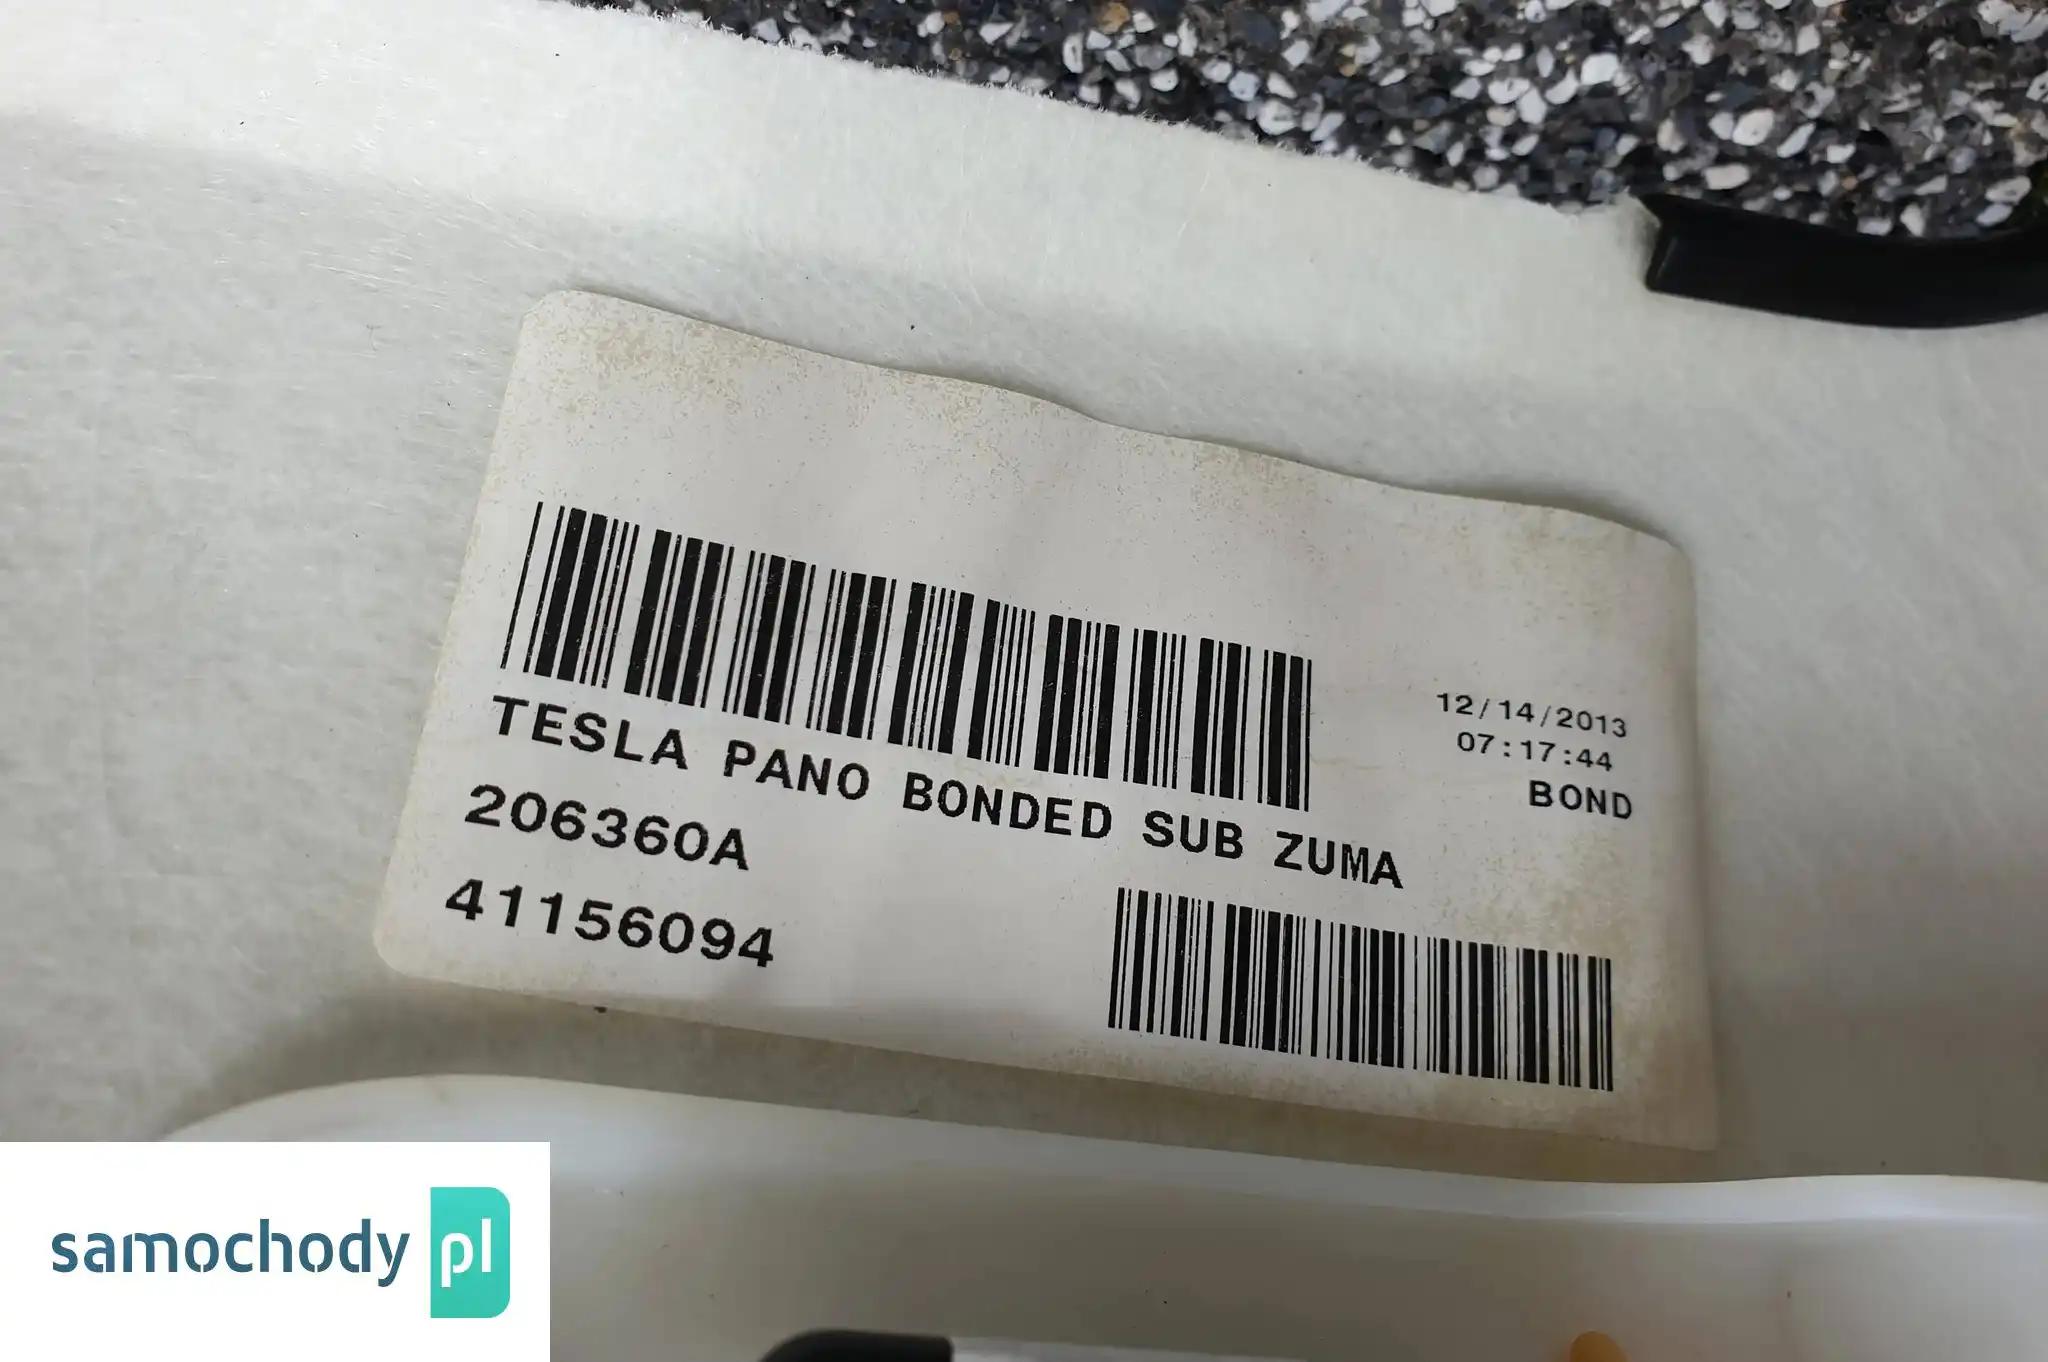 12/14/2013
07:17:44
BOND
TESLA PANO BONDED SUB ZUMA
206360A
41156094
samochody pl